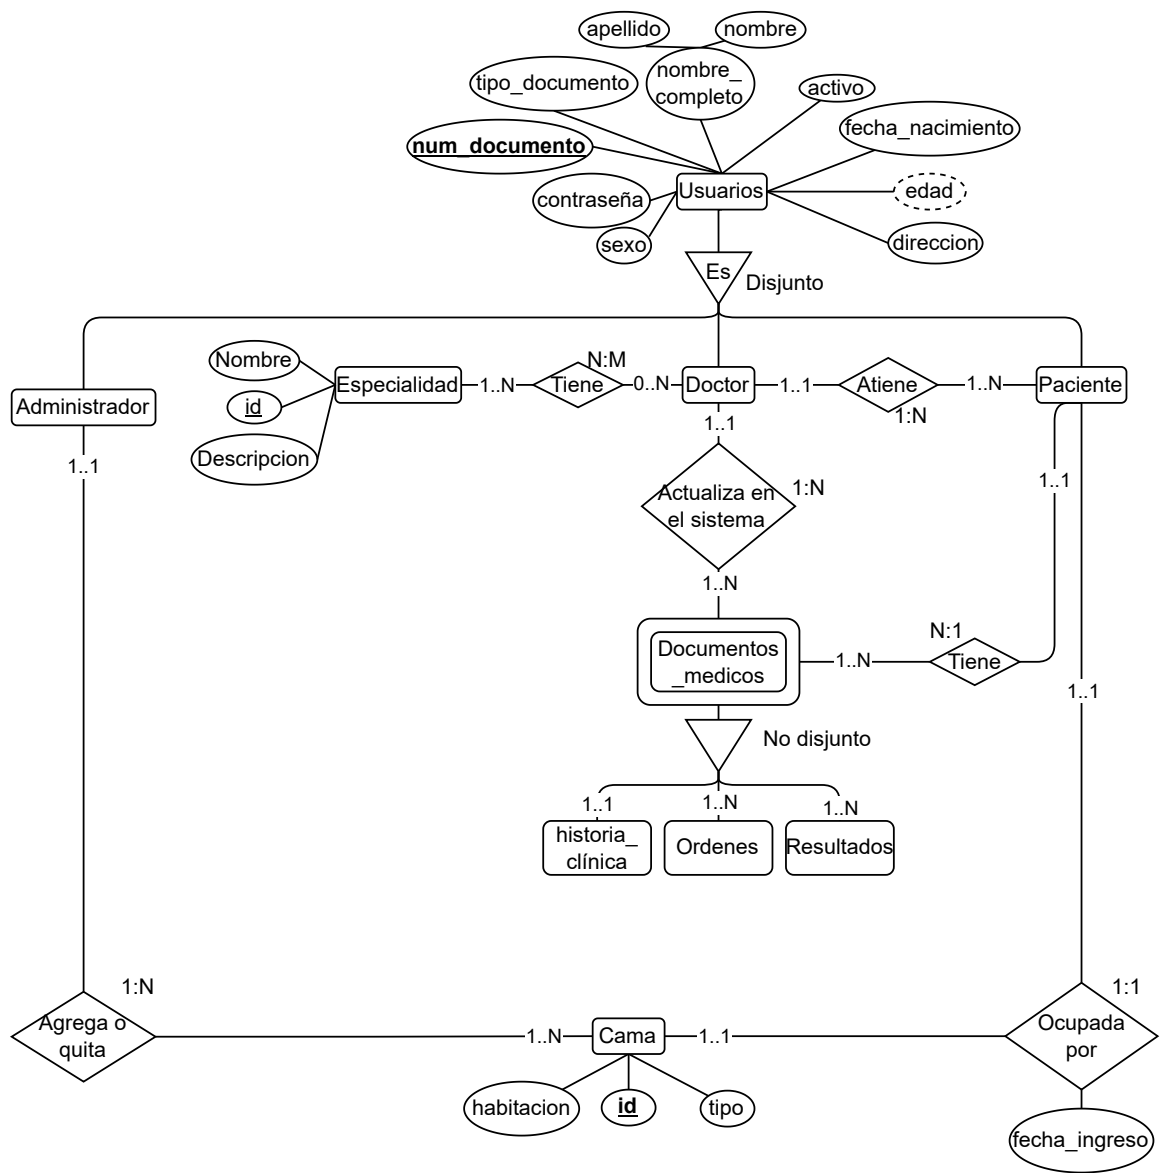 apellido
nombre
tipo_documento
nombre_
completo
activo
fecha_nacimiento
num_documento
Usuarios
edad
contraseña
sexo
direccion
Es
Disjunto
Nombre
id
Descripcion
Administrador
Especialidad
1..N
N:M
Tiene
0..N
Doctor
1..1
Atiene
1:N
1..N
Paciente
1..1
1..1
Actualiza en
el sistema
1:N
1..1
1..N
Documentos
_medicos
1..N
N:1
Tiene
1..1
No disjunto
1..1
1..N
1..N
historia_
clínica
Ordenes
Resultados
1:N
Agrega o
quita
1..N
Cama
1..1
1:1
Ocupada
por
habitacion
id
tipo
fecha_ingreso